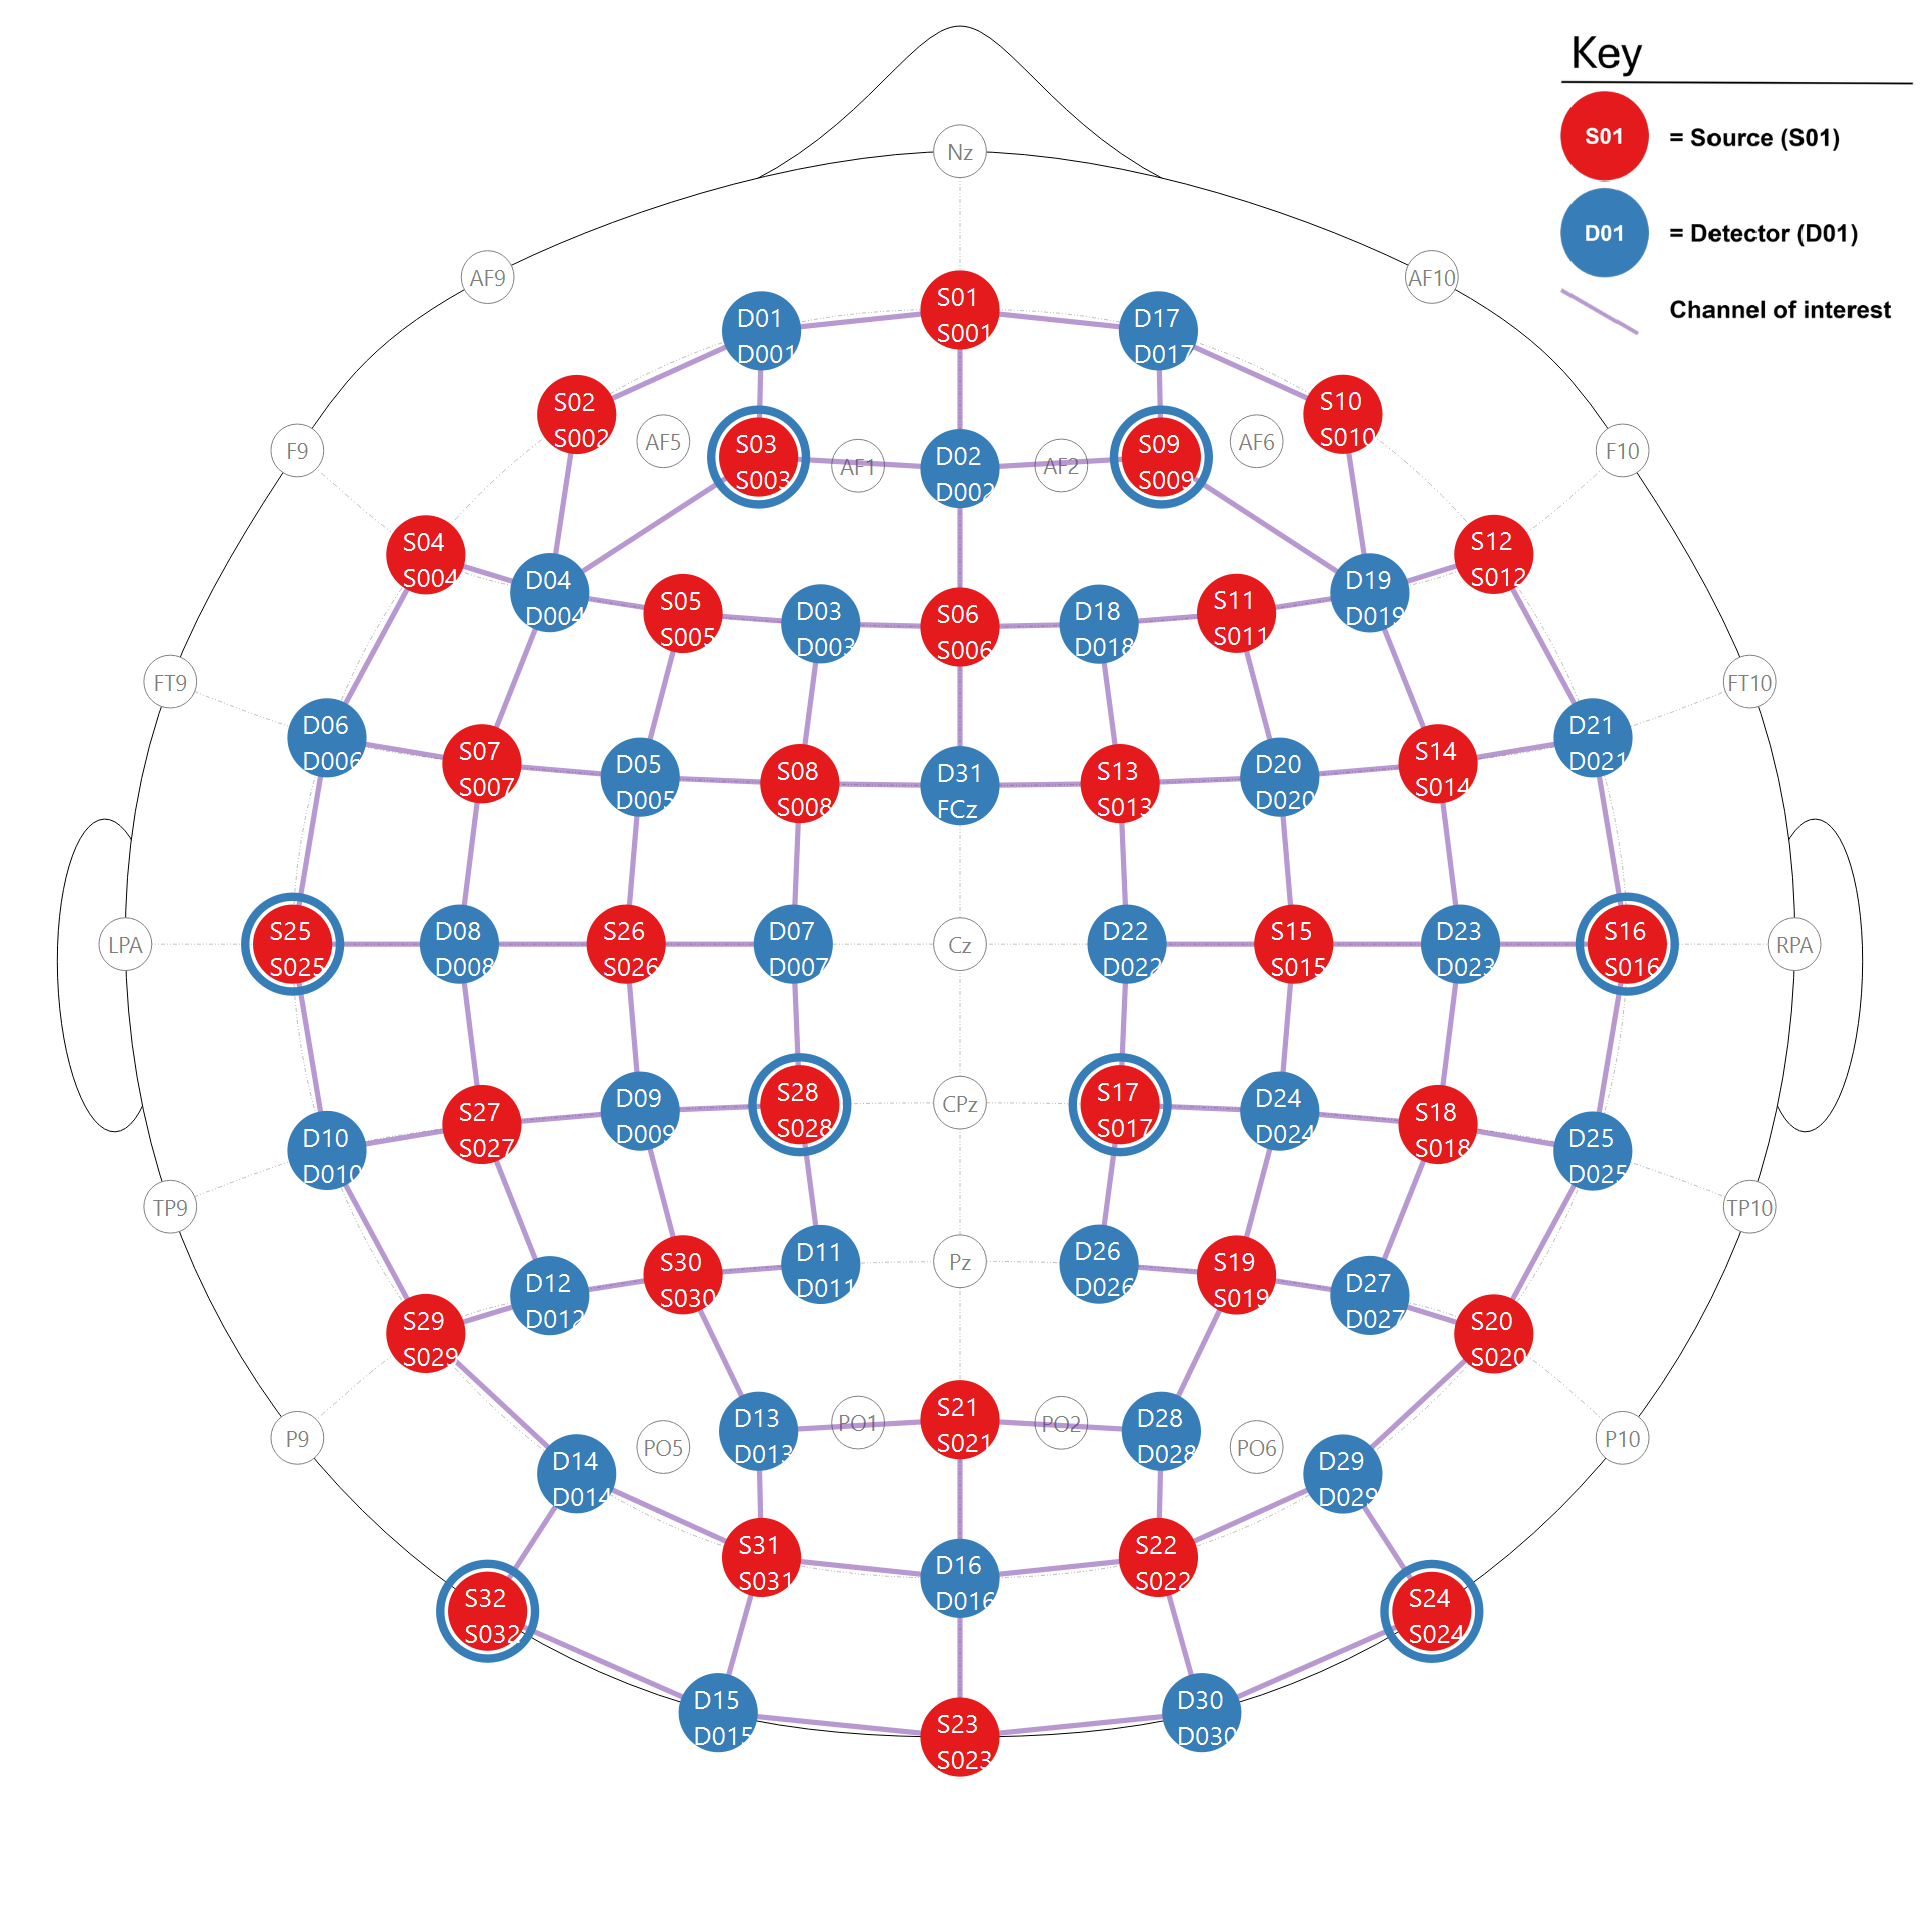 Key
S01 = Source (S01)
D01 = Detector (D01)
Channel of interest
Nz
AF9
AF10
S01
S001
D01
D001
D17
D017
S02
S002
S10
S010
AF5
S03
S003
AF1
D02
D002
AF2
S09
S009
AF6
F9
F10
S04
S004
D04
D004
S05
S005
D03
D003
S06
S006
D18
D018
S11
S011
D19
D019
S12
S012
FT9
FT10
D06
D006
S07
S007
D05
D005
S08
S008
D31
FCz
S13
S013
D20
D020
S14
S014
D21
D021
LPA
S25
S025
D08
D008
S26
S026
D07
D007
Cz
D22
D022
S15
S015
D23
D023
S16
S016
RPA
D10
D010
S27
S027
D09
D009
S28
S028
CPz
S17
S017
D24
D024
S18
S018
D25
D025
TP9
TP10
S29
S029
D12
D012
S30
S030
D11
D011
Pz
D26
D026
S19
S019
D27
D027
S20
S020
P9
P10
D14
D014
PO5
D13
D013
PO1
S21
S021
PO2
D28
D028
PO6
D29
D029
S32
S032
S31
S031
D16
D016
S22
S022
S24
S024
D15
D015
S23
S023
D30
D030